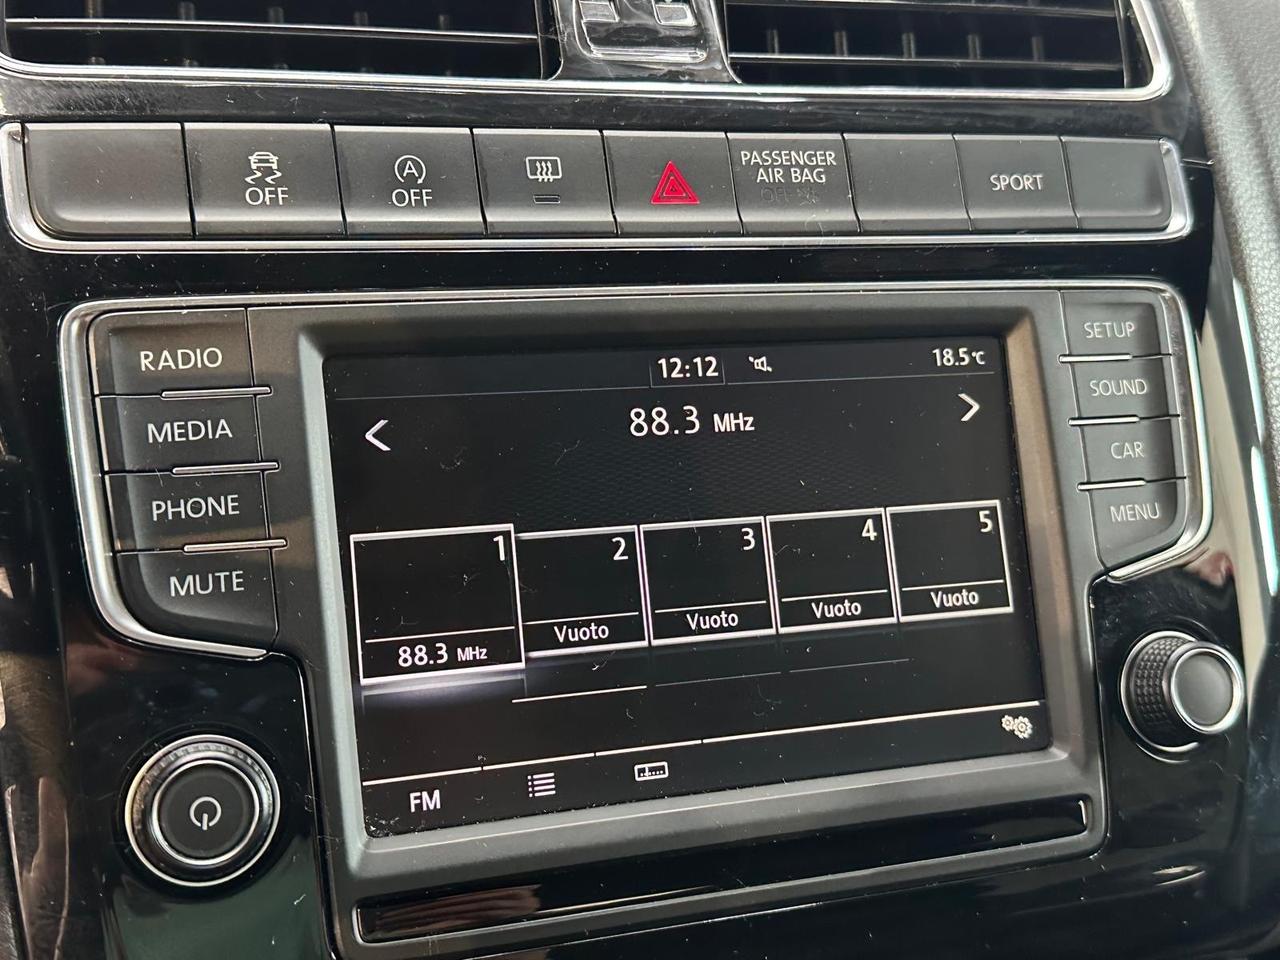 OFF
A
OFF
PASSENGER
AIR BAG
SPORT
RADIO
MEDIA
PHONE
MUTE
12:12
18.5°C
88.3 MHz
1
88.3 MHz
2
Vuoto
3
Vuoto
4
Vuoto
5
Vuoto
FM
SETUP
SOUND
CAR
MENU